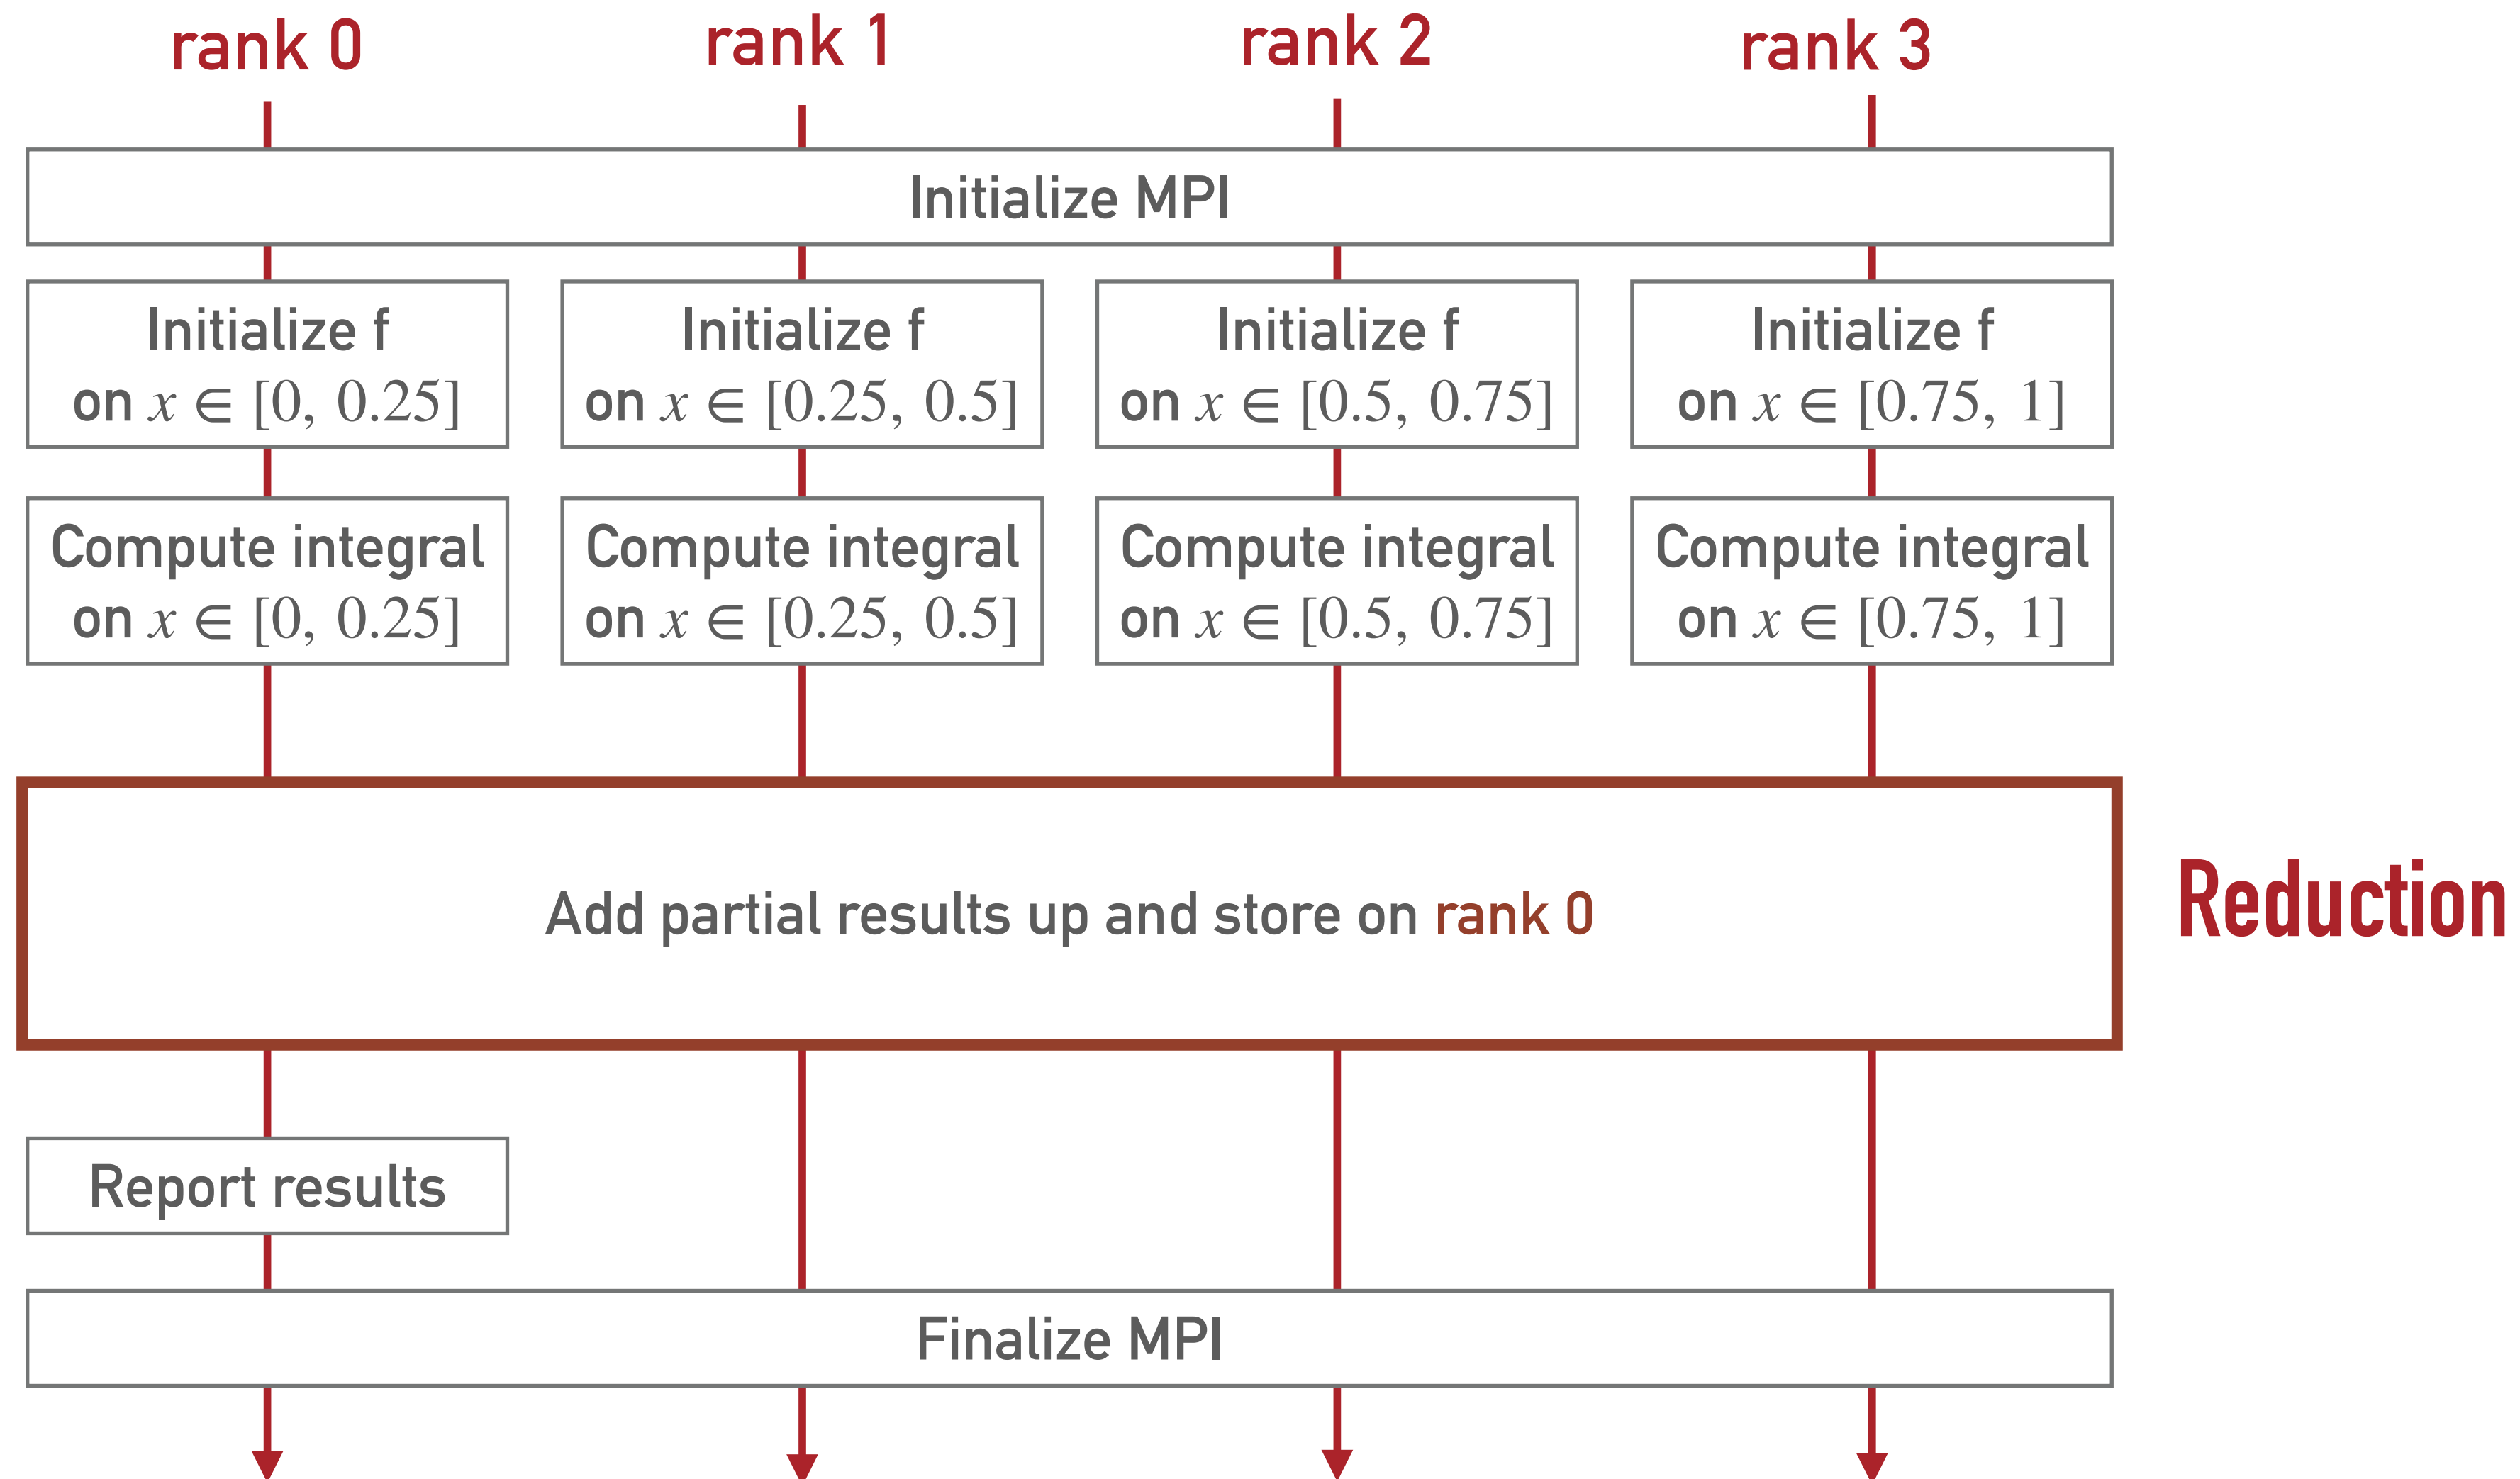 rank 0
rank 1
rank 2
rank 3
Initialize MPI
Initialize f
on x ∈ [0, 0.25]
Initialize f
on x ∈ [0.25, 0.5]
Initialize f
on x ∈ [0.5, 0.75]
Initialize f
on x ∈ [0.75, 1]
Compute integral
on x ∈ [0, 0.25]
Compute integral
on x ∈ [0.25, 0.5]
Compute integral
on x ∈ [0.5, 0.75]
Compute integral
on x ∈ [0.75, 1]
Add partial results up and store on rank 0
Reduction
Report results
Finalize MPI